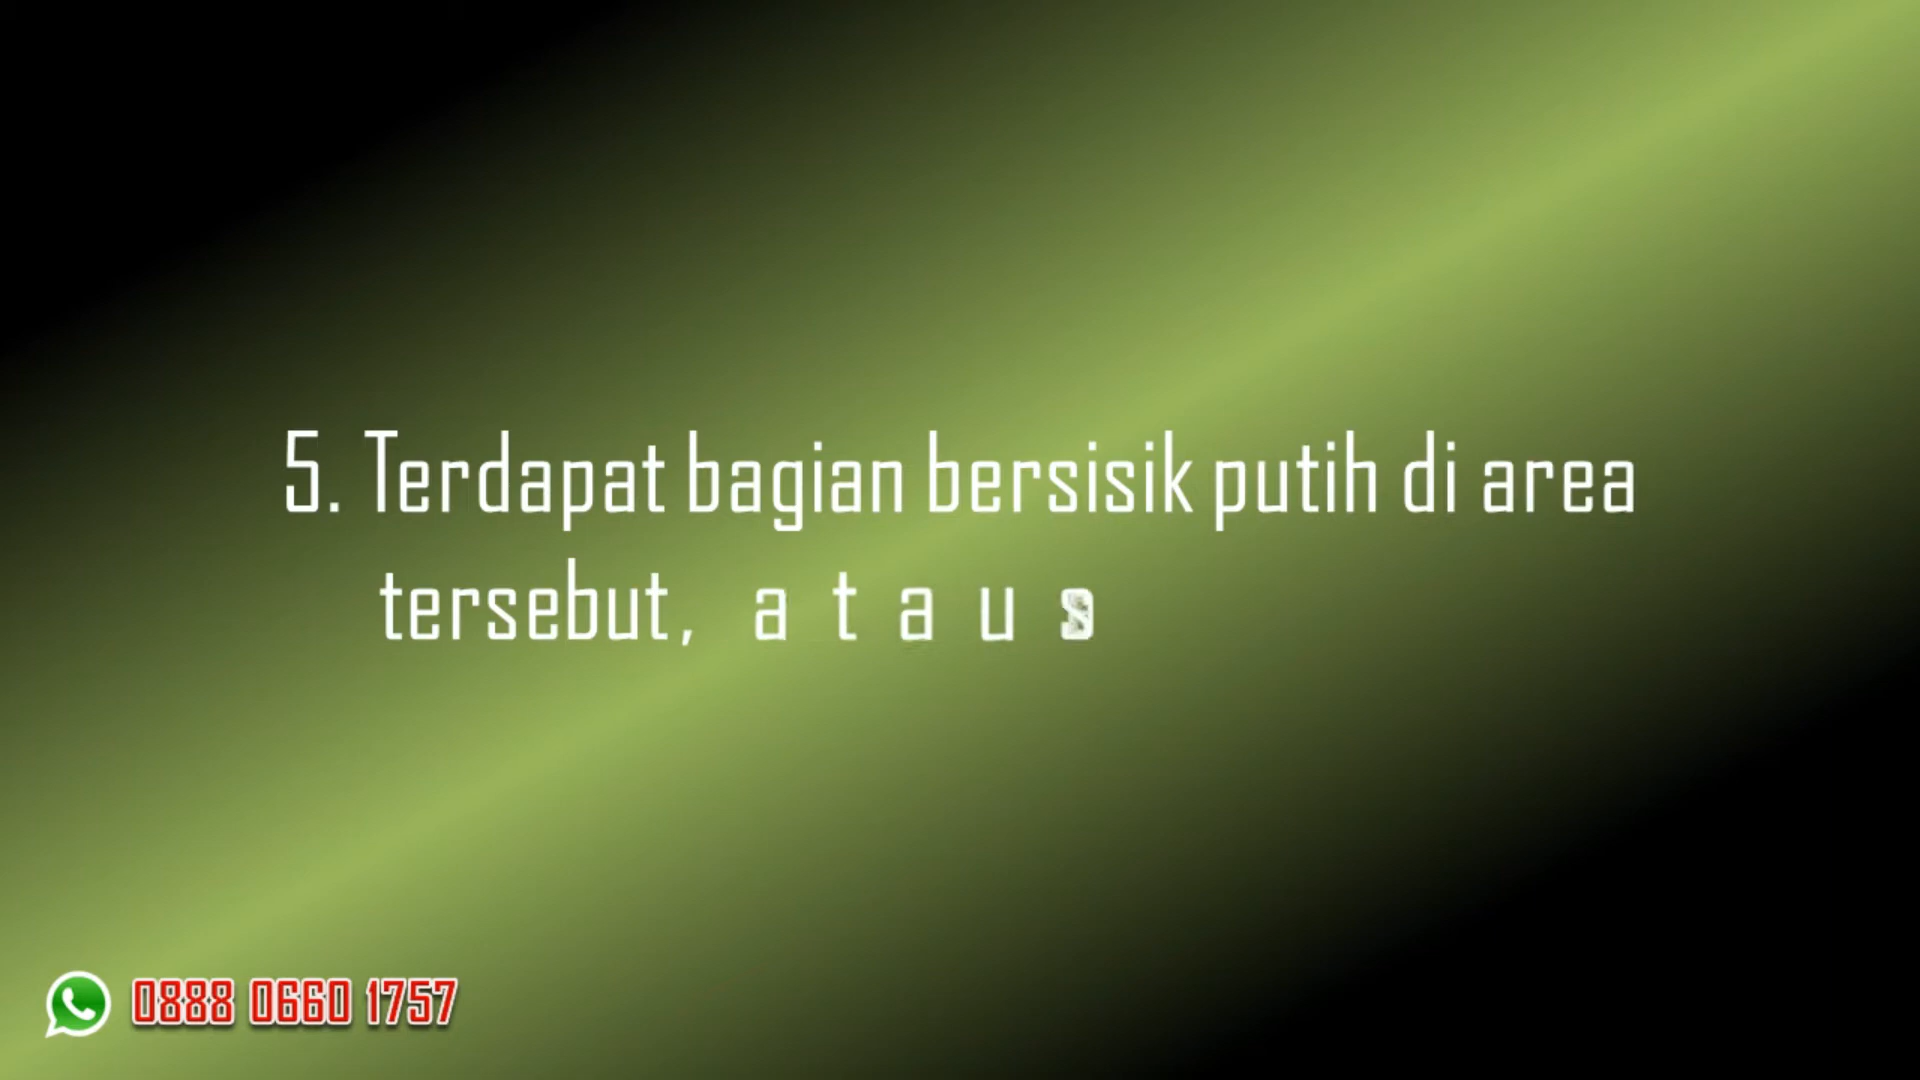 5. Terdapat bagian bersisik putih di area
tersebut, a t a u s
0888 0660 1757